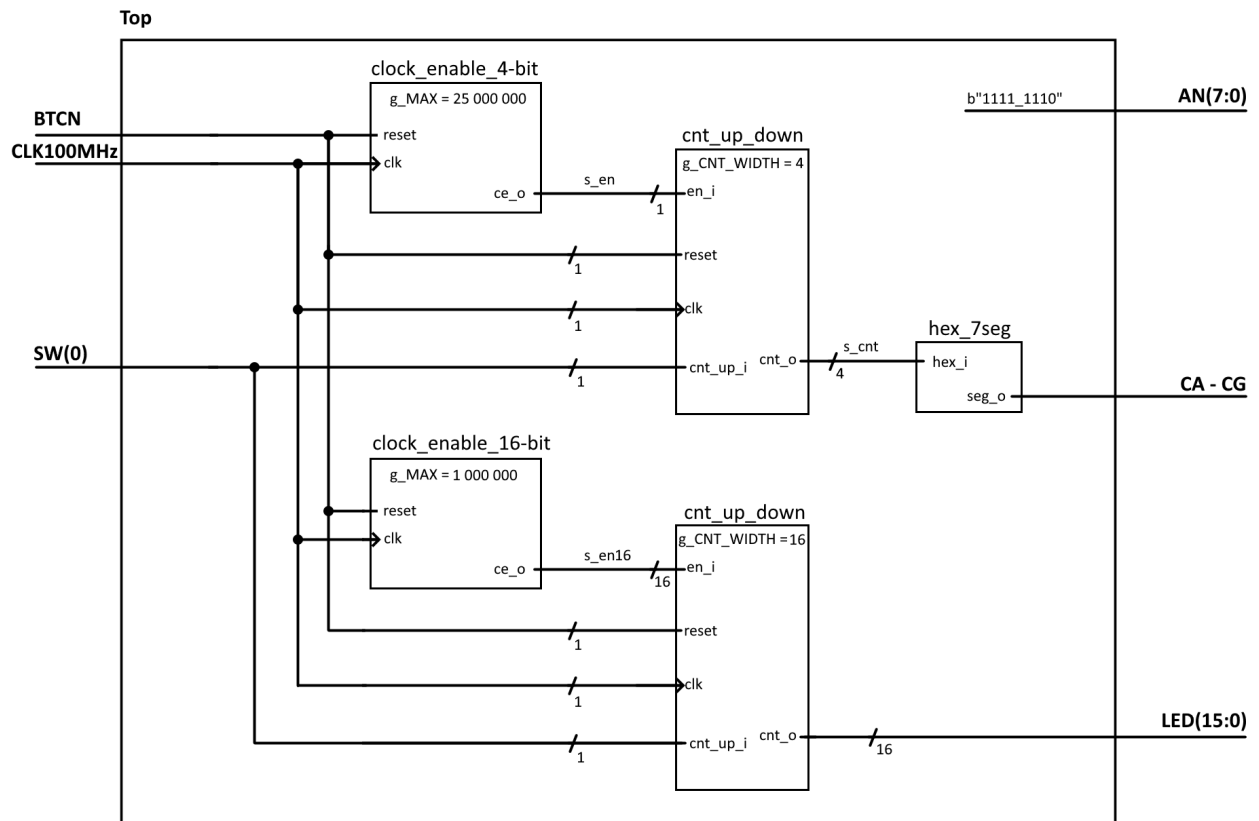 Top
clock_enable_4-bit
g_MAX = 25 000 000
b"1111_1110"
AN(7:0)
BTCN
reset
cnt_up_down
CLK100MHz
clk
g_CNT_WIDTH = 4
ce_o
s_en
1
en_i
1
reset
1
clk
SW(0)
1
cnt_up_i
cnt_o
s_cnt
4
hex_7seg
hex_i
seg_o
CA - CG
clock_enable_16-bit
g_MAX = 1 000 000
reset
clk
cnt_up_down
g_CNT_WIDTH =16
ce_o
s_en16
16
en_i
1
reset
1
clk
1
cnt_up_i
cnt_o
16
LED(15:0)